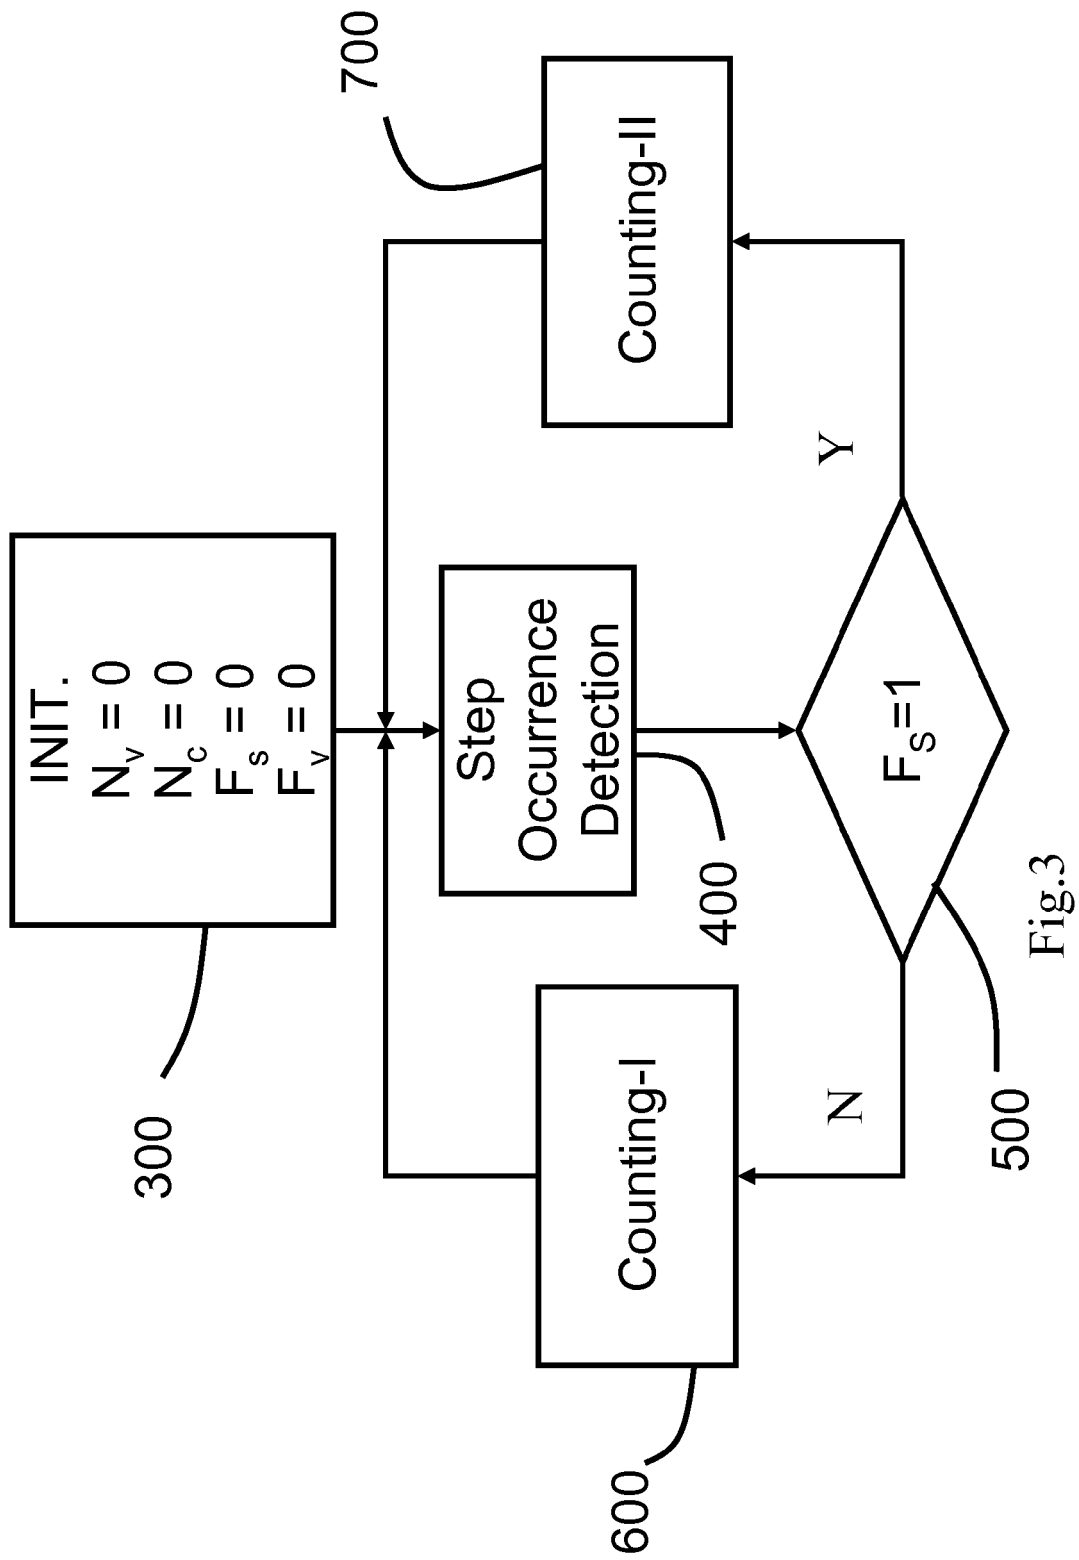 300
INIT.
Nv = 0
Nc = 0
Fs = 0
Fv = 0
700
Step
Occurrence
Detection
400
600
Counting-I
Counting-II
N
Y
FS=1
500
Fig.3